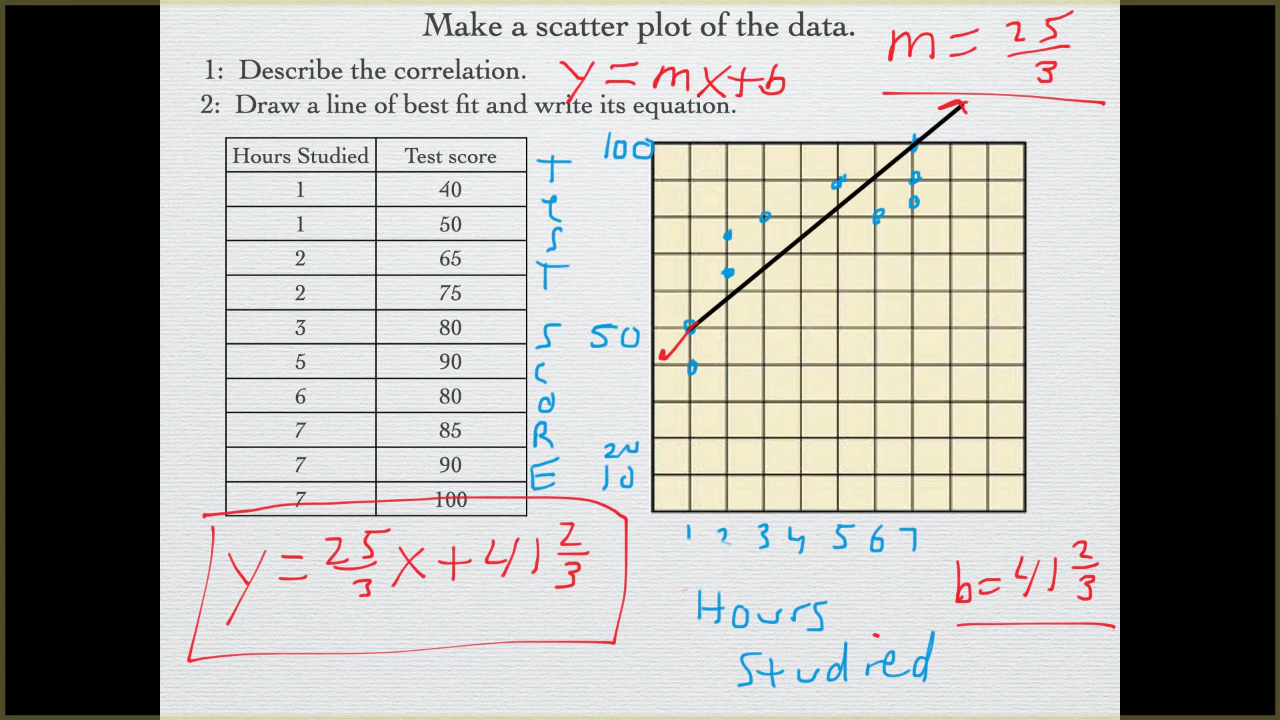 Make a scatter plot of the data.
m = 25/3
1: Describe the correlation.
y = mx+b
2: Draw a line of best fit and write its equation.
Hours Studied Test score
1 40
1 50
2 65
2 75
3 80
5 90
6 80
7 85
7 90
7 100
TeST SCORE
100
50
20
10
1 2 3 4 5 6 7
Hours
Studied
y = 25/3 x + 41 2/3
b = 41 2/3